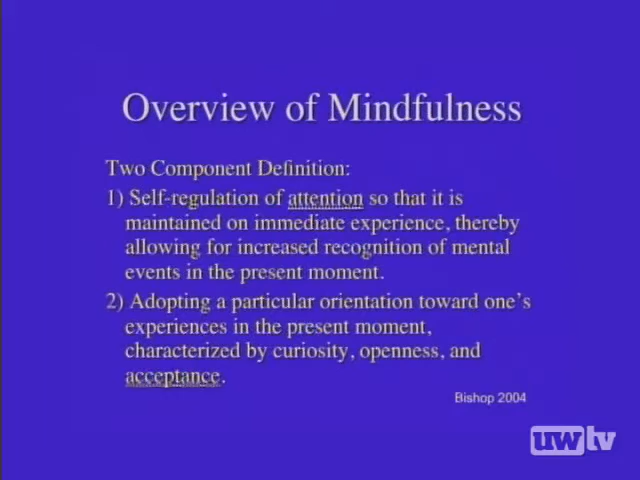 Overview of Mindfulness
Two Component Definition:
1) Self-regulation of attention so that it is
maintained on immediate experience, thereby
allowing for increased recognition of mental
events in the present moment.
2) Adopting a particular orientation toward one's
experiences in the present moment,
characterized by curiosity, openness, and
acceptance.
Bishop 2004
uwtv